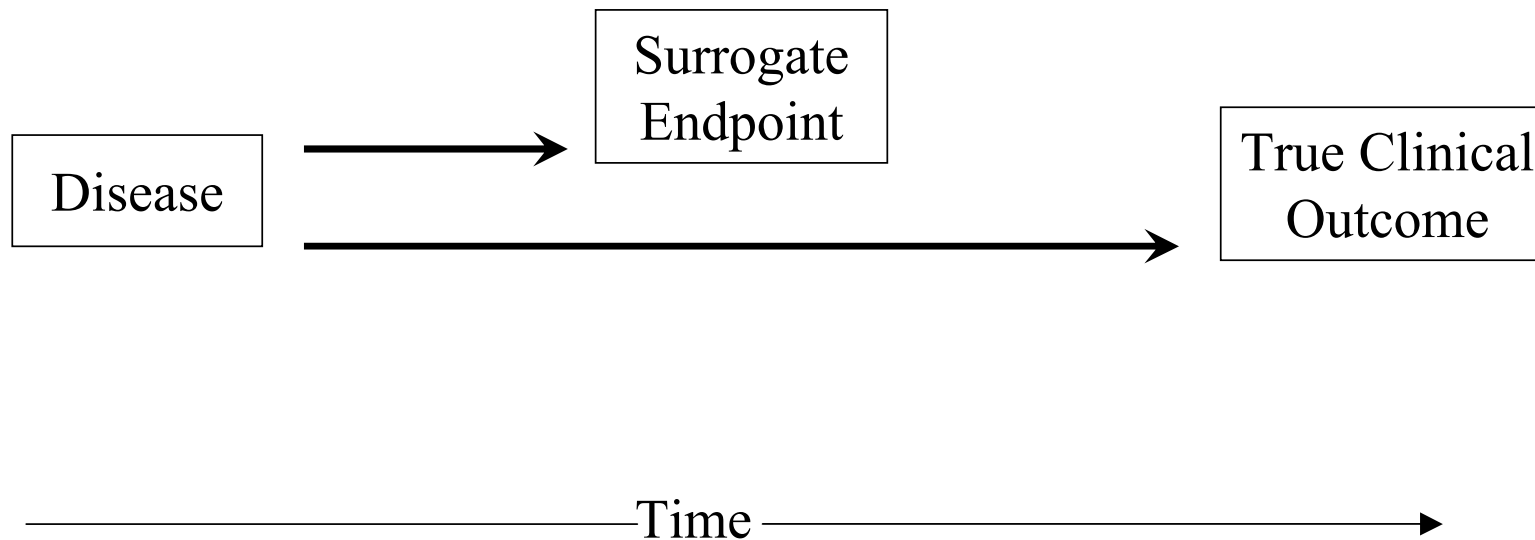 Surrogate
Endpoint
Disease
True Clinical
Outcome
Time